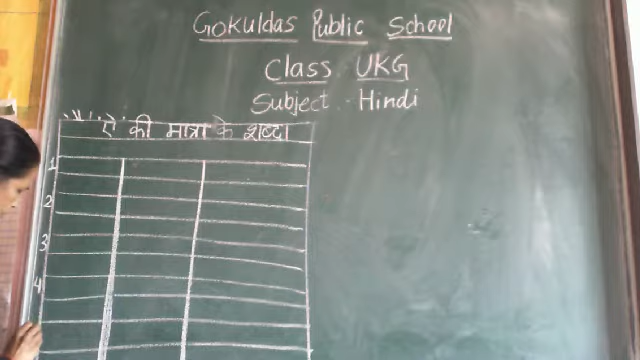 Gokuldas Public School
Class UKG
Subject - Hindi
ऐ की मात्रा के शब्द।
1
2
3
4